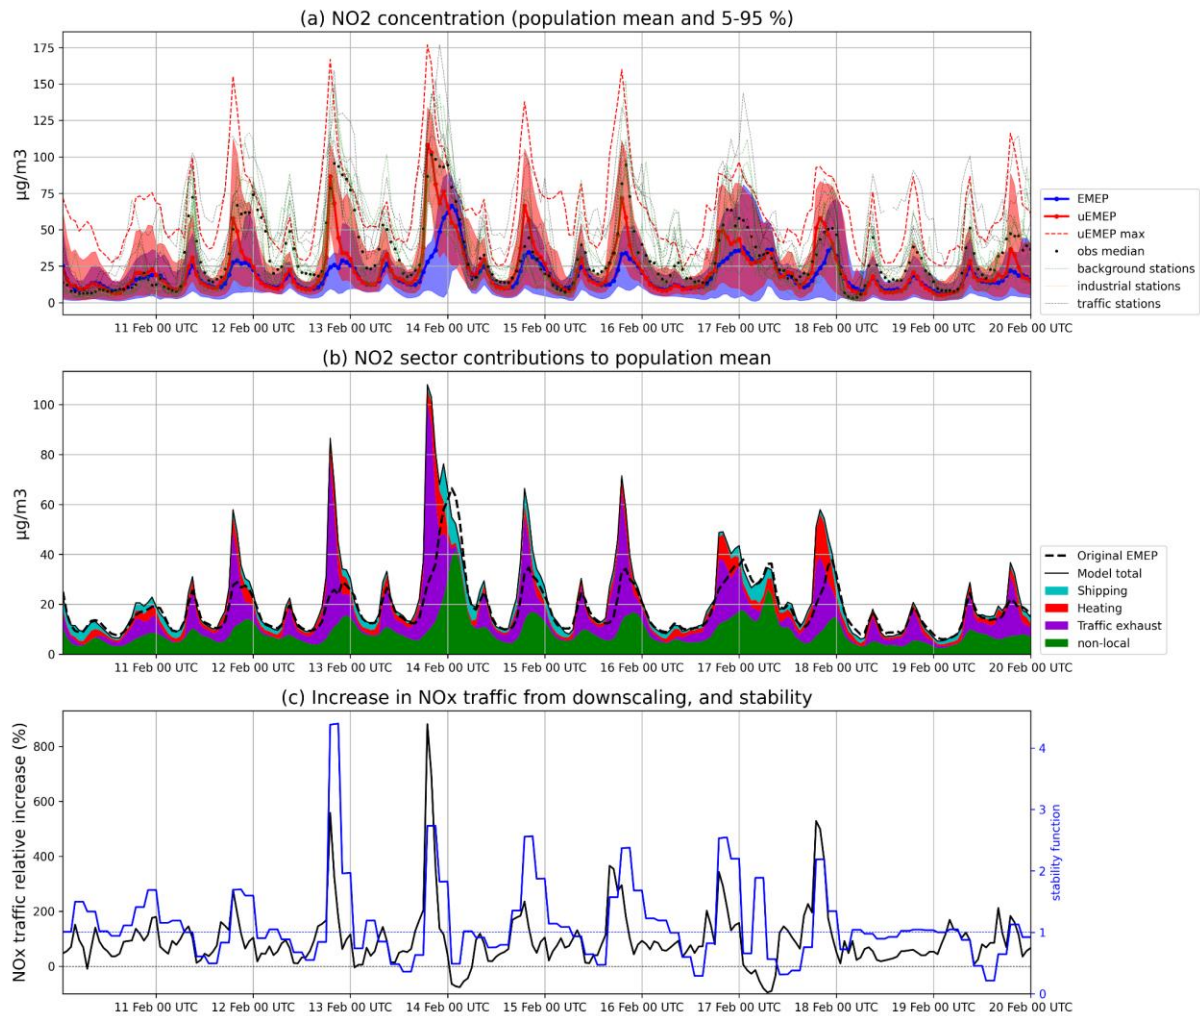 (a) NO2 concentration (population mean and 5-95 %)
175
150
125
100
75
50
25
0
µg/m3
11 Feb 00 UTC 12 Feb 00 UTC 13 Feb 00 UTC 14 Feb 00 UTC 15 Feb 00 UTC 16 Feb 00 UTC 17 Feb 00 UTC 18 Feb 00 UTC 19 Feb 00 UTC 20 Feb 00 UTC
EMEP
uEMEP
uEMEP max
obs median
background stations
industrial stations
traffic stations
(b) NO2 sector contributions to population mean
100
80
60
40
20
0
µg/m3
11 Feb 00 UTC 12 Feb 00 UTC 13 Feb 00 UTC 14 Feb 00 UTC 15 Feb 00 UTC 16 Feb 00 UTC 17 Feb 00 UTC 18 Feb 00 UTC 19 Feb 00 UTC 20 Feb 00 UTC
Original EMEP
Model total
Shipping
Heating
Traffic exhaust
non-local
(c) Increase in NOx traffic from downscaling, and stability
800
600
400
200
0
NOx traffic relative increase (%)
4
3
2
1
0
stability function
11 Feb 00 UTC 12 Feb 00 UTC 13 Feb 00 UTC 14 Feb 00 UTC 15 Feb 00 UTC 16 Feb 00 UTC 17 Feb 00 UTC 18 Feb 00 UTC 19 Feb 00 UTC 20 Feb 00 UTC